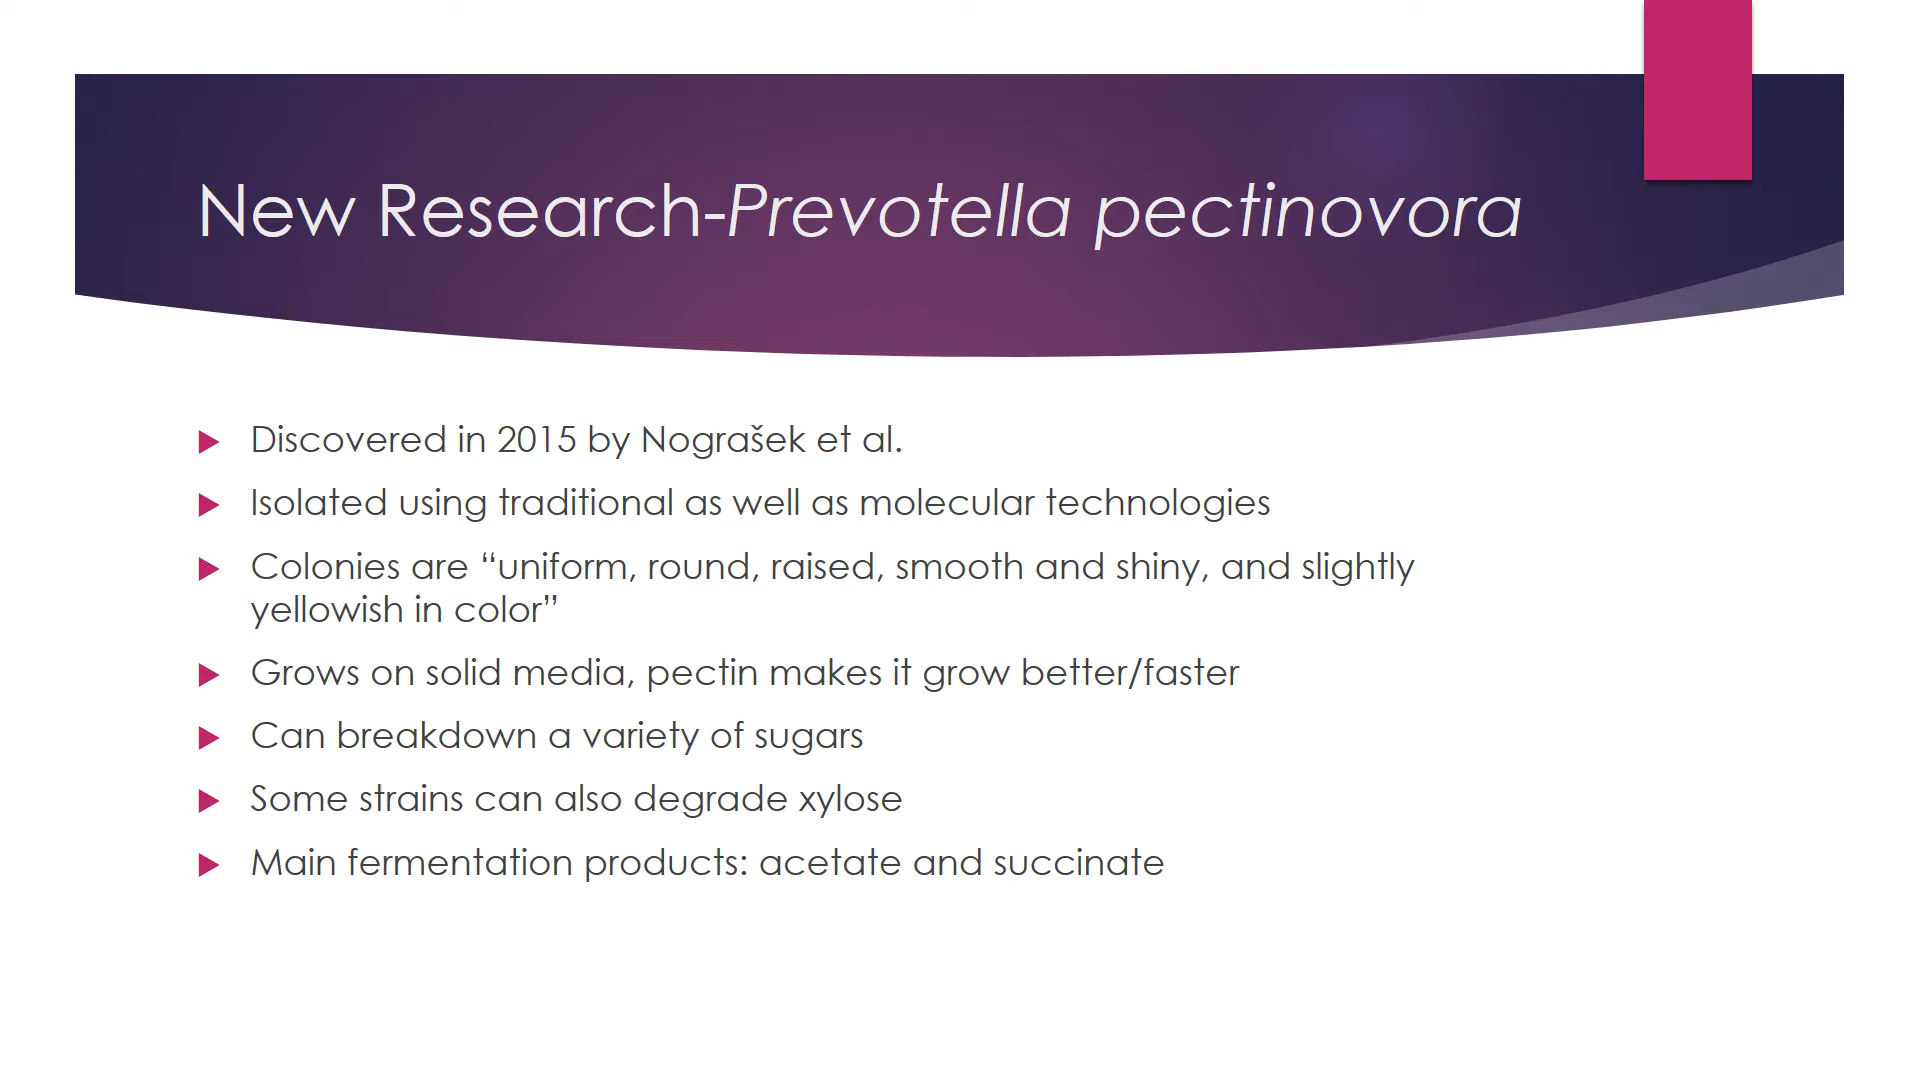 New Research-Prevotella pectinovora
Discovered in 2015 by Nograšek et al.
Isolated using traditional as well as molecular technologies
Colonies are “uniform, round, raised, smooth and shiny, and slightly
yellowish in color”
Grows on solid media, pectin makes it grow better/faster
Can breakdown a variety of sugars
Some strains can also degrade xylose
Main fermentation products: acetate and succinate